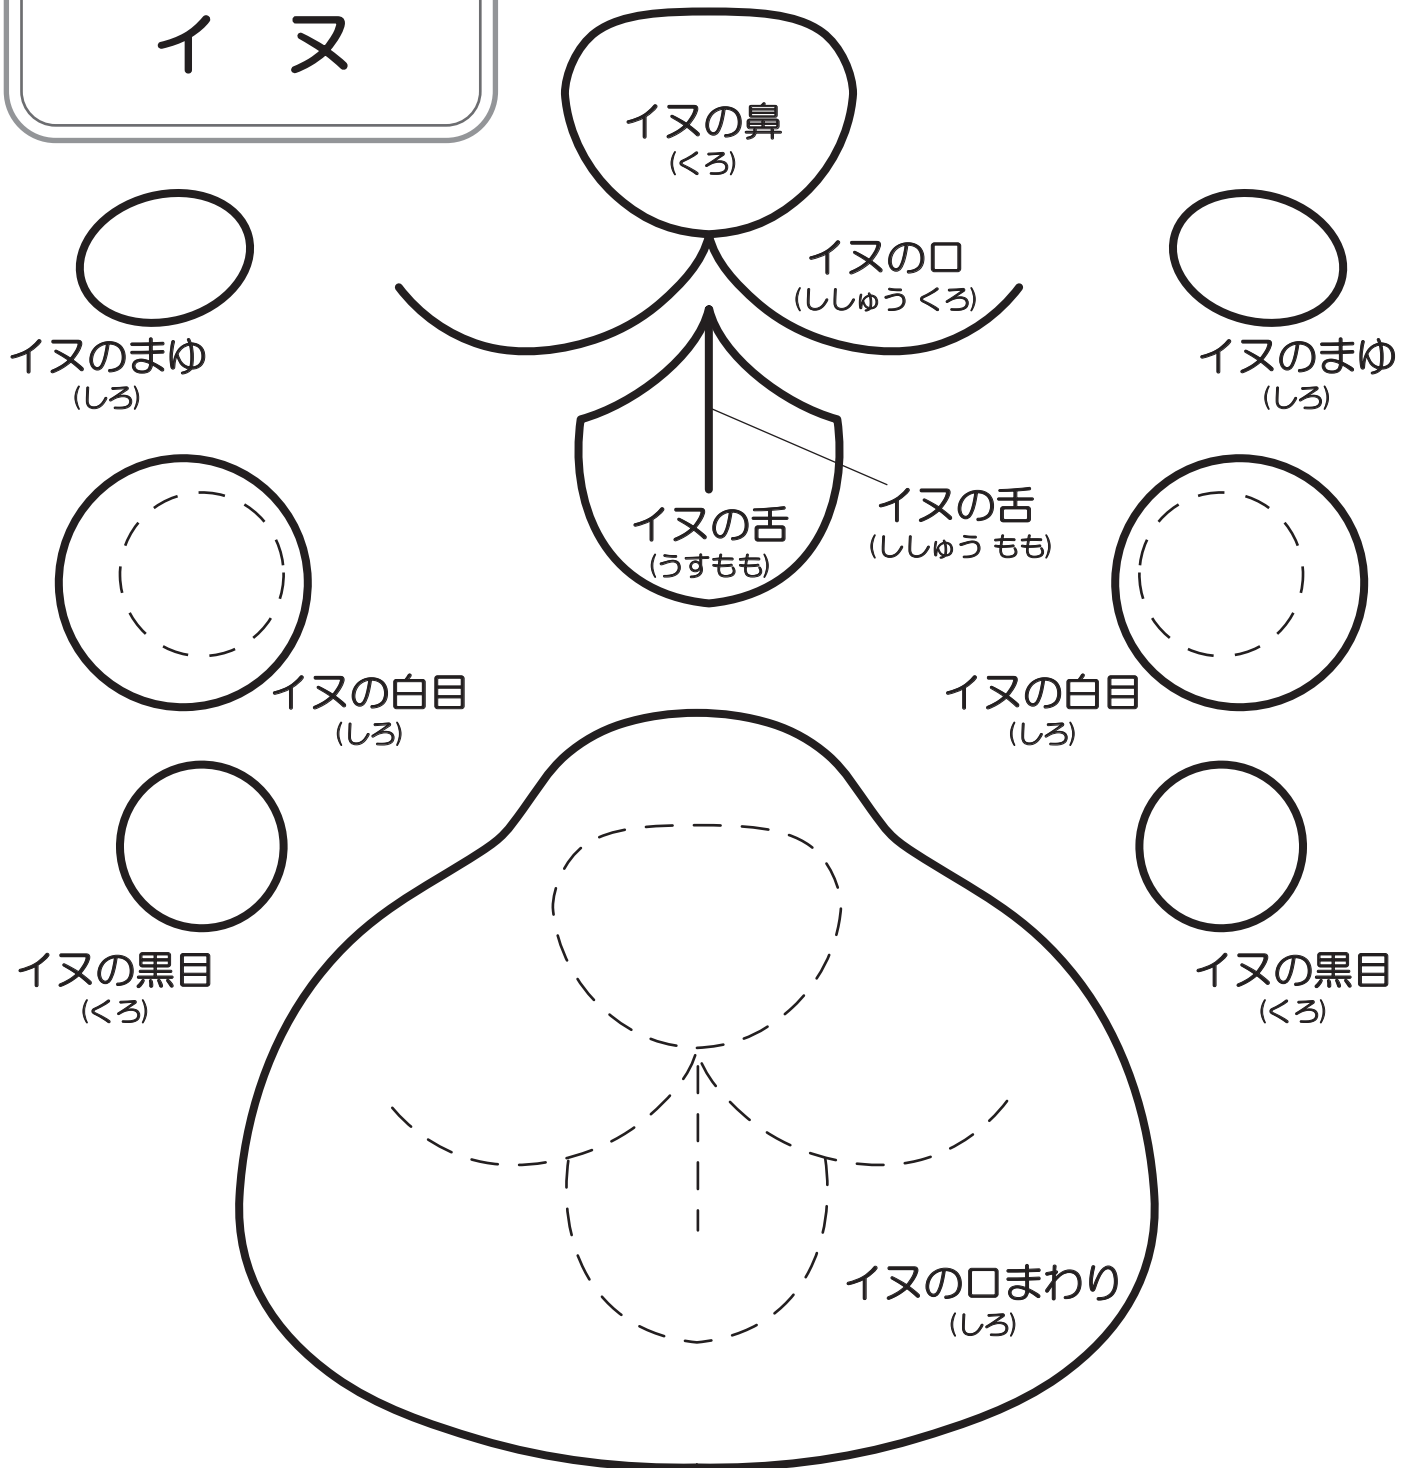 イ ヌ
イヌの鼻
(くろ)
イヌの口
(ししゅう くろ)
イヌのまゆ
(しろ)
イヌのまゆ
(しろ)
イヌの舌
(ししゅう もも)
イヌの舌
(うすもも)
イヌの白目
(しろ)
イヌの白目
(しろ)
イヌの黒目
(くろ)
イヌの黒目
(くろ)
イヌの口まわり
(しろ)